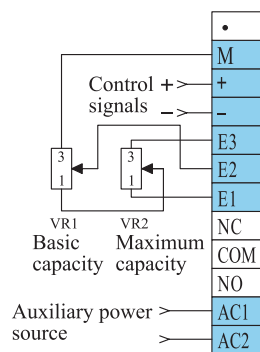 •
M
Control + +
signals − −
E3
3 3 E2
1 1 E1
VR1 VR2 NC
Basic Maximum COM
capacity capacity NO
Auxiliary power AC1
source AC2